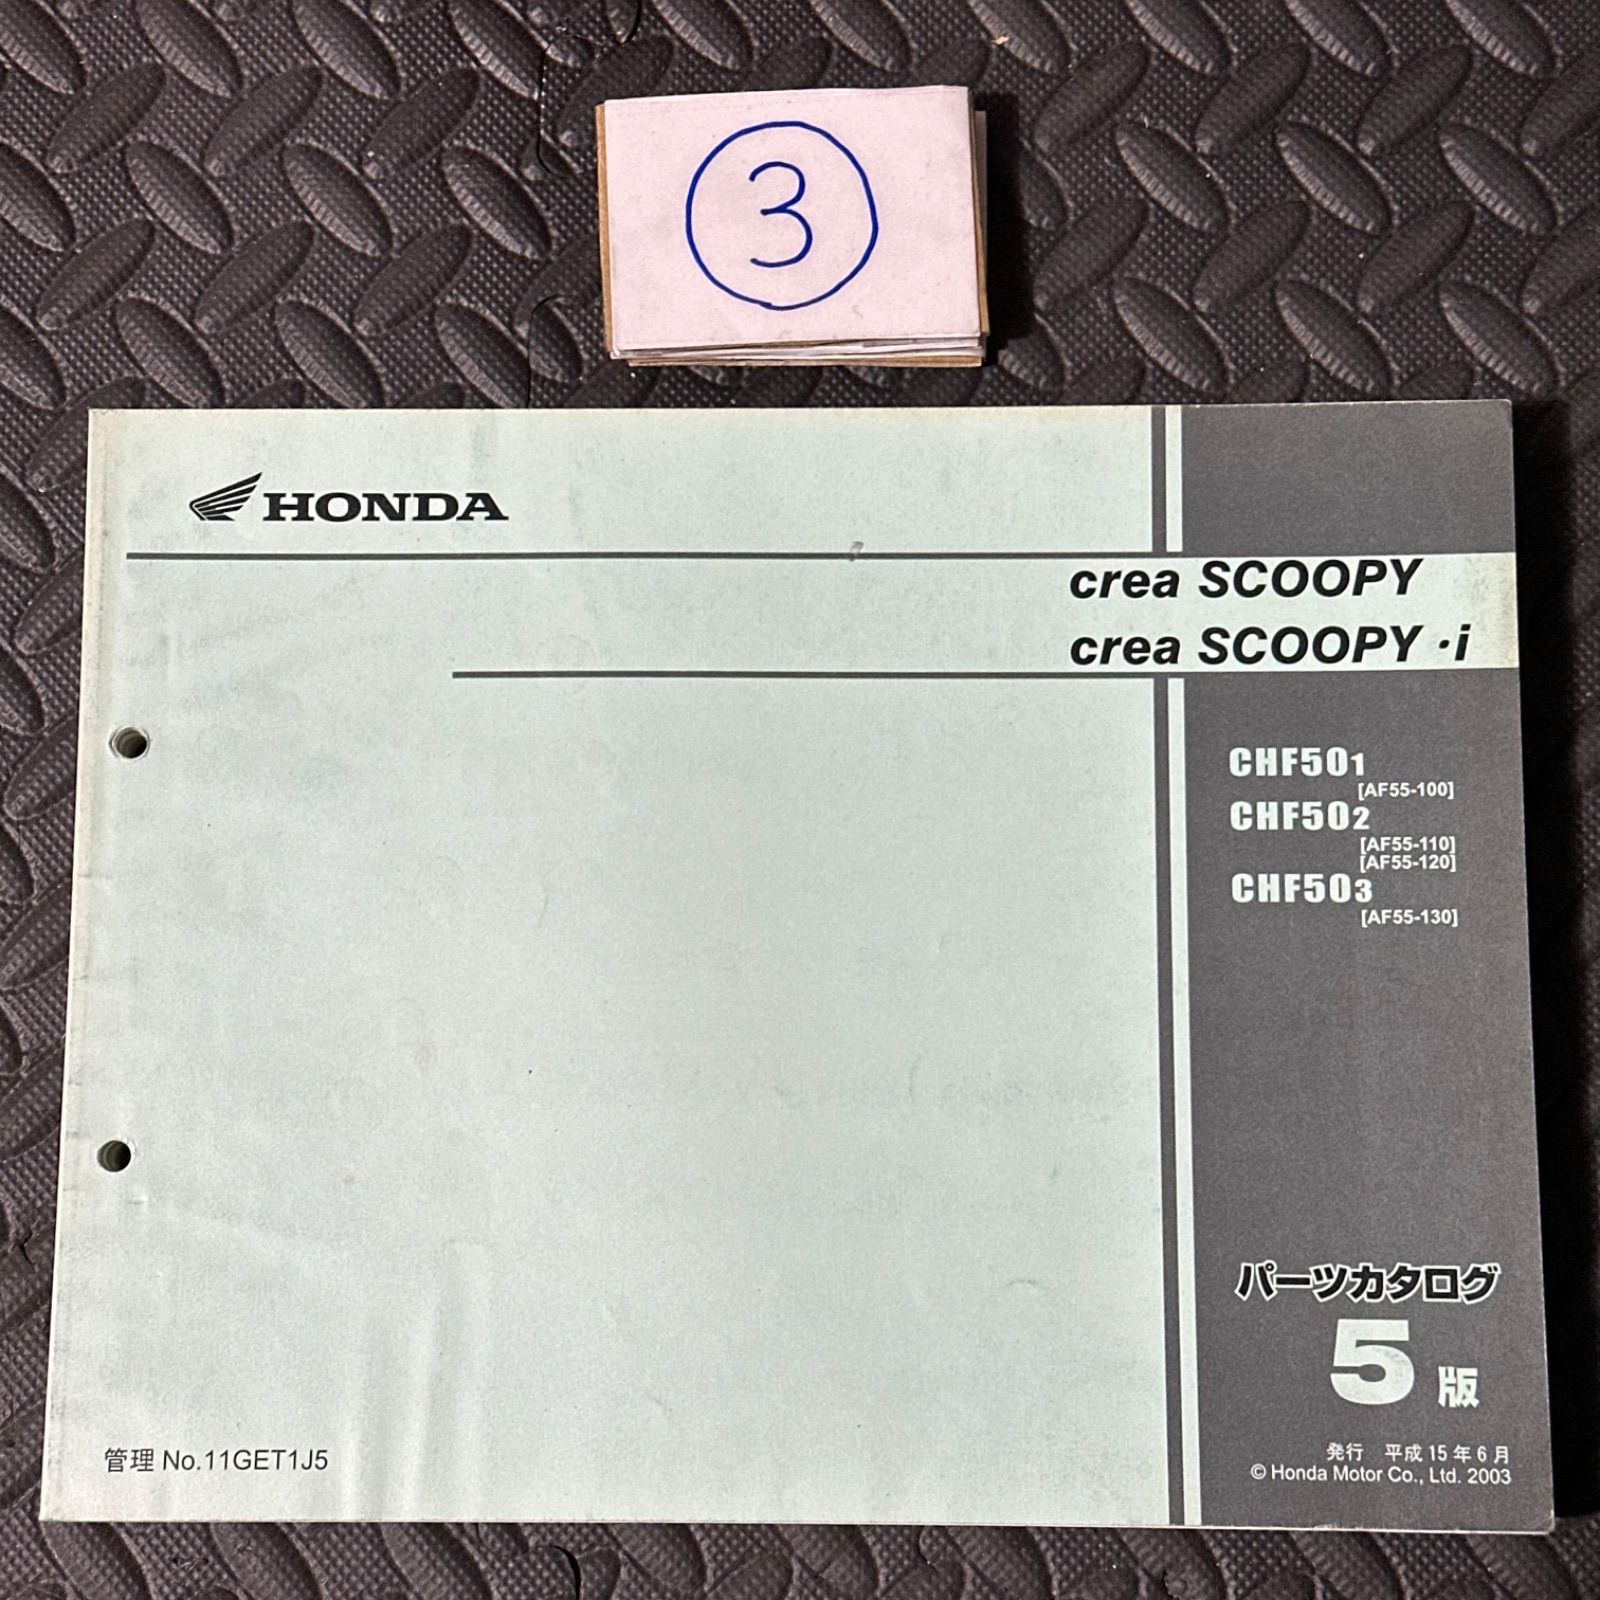 3
HONDA
crea SCOOPY
crea SCOOPY・i
CHF501
[AF55-100]
CHF502
[AF55-110]
[AF55-120]
CHF503
[AF55-130]
パーツカタログ
5版
管理 No.11GET1J5
発行 平成15年6月
© Honda Motor Co., Ltd. 2003